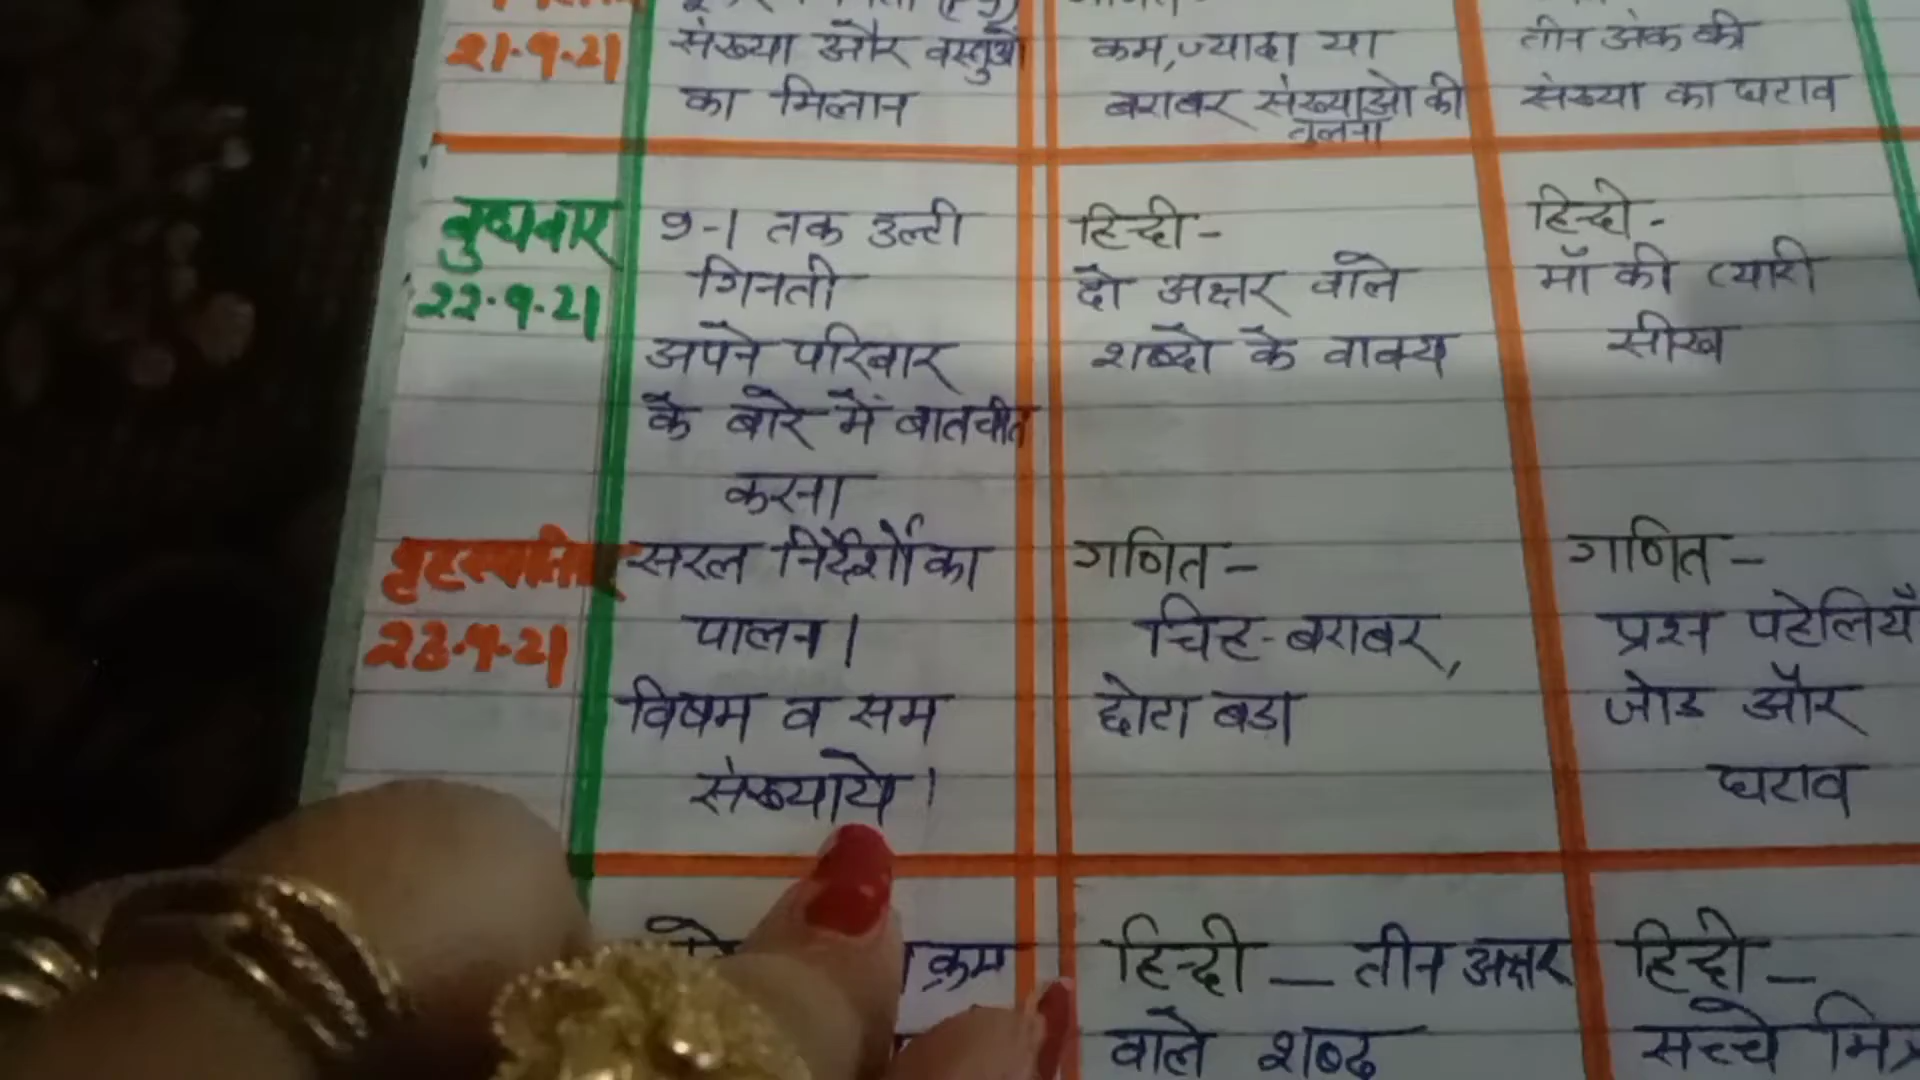 21.9.21
संख्या और वस्तुओ
का मिलान
कम,ज्यादा या
बराबर संख्याओ की
तुलना
तीन अंक की
संख्या का घटाव
बुधवार
22.9.21
9-1 तक उल्टी
गिनती
अपने परिवार
के बारे में बातचीत
करना
हिन्दी-
दो अक्षर वाले
शब्दो के वाक्य
हिन्दी-
माँ की प्यारी
सीख
23.9.21
सरल निर्देशों का
पालन।
विषम व सम
संख्याये।
गणित-
चिह-बराबर,
छोटा बडा
गणित-
प्रश्न पहेलियाँ
जोड और
घटाव
क्रम
हिन्दी - तीन अक्षर
वाले शब्द
हिन्दी-
सच्चे मित्र